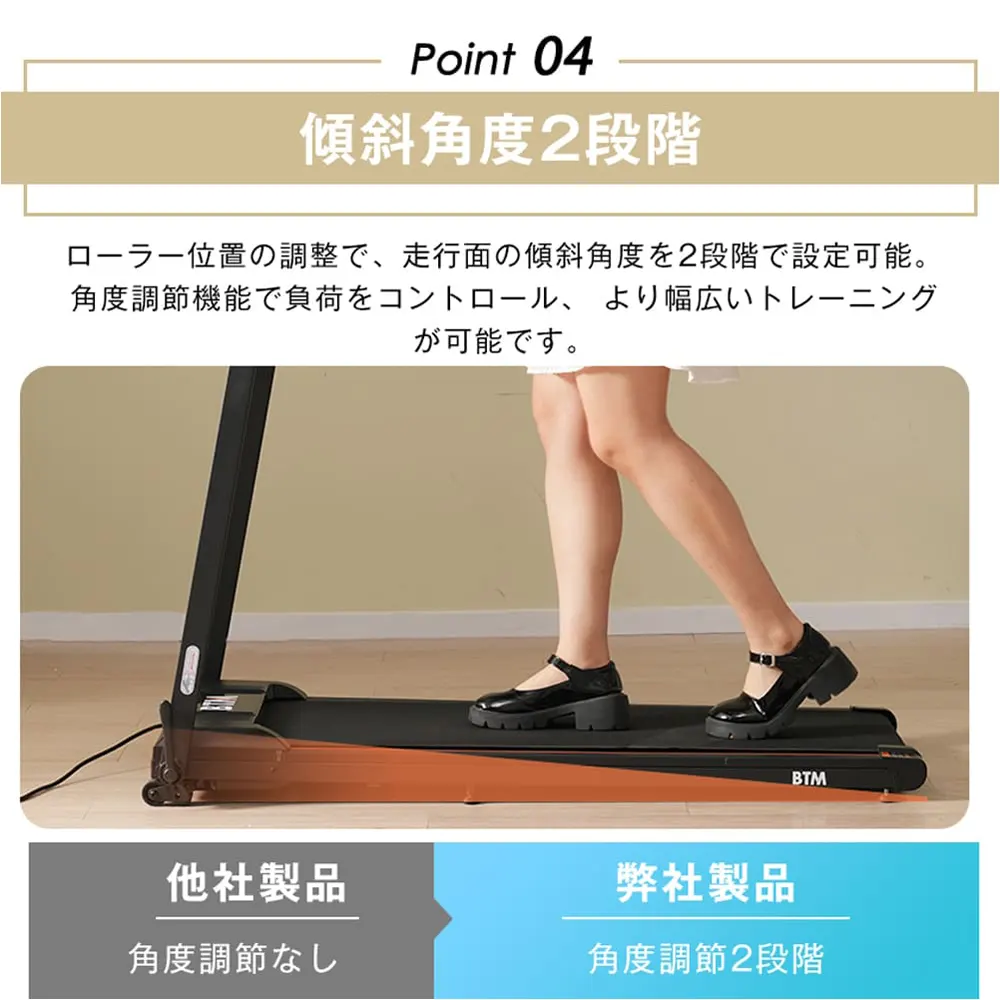 Point 04
傾斜角度2段階
ローラー位置の調整で、走行面の傾斜角度を2段階で設定可能。
角度調節機能で負荷をコントロール、 より幅広いトレーニング
が可能です。
BTM
BTM
他社製品
弊社製品
角度調節なし
角度調節2段階